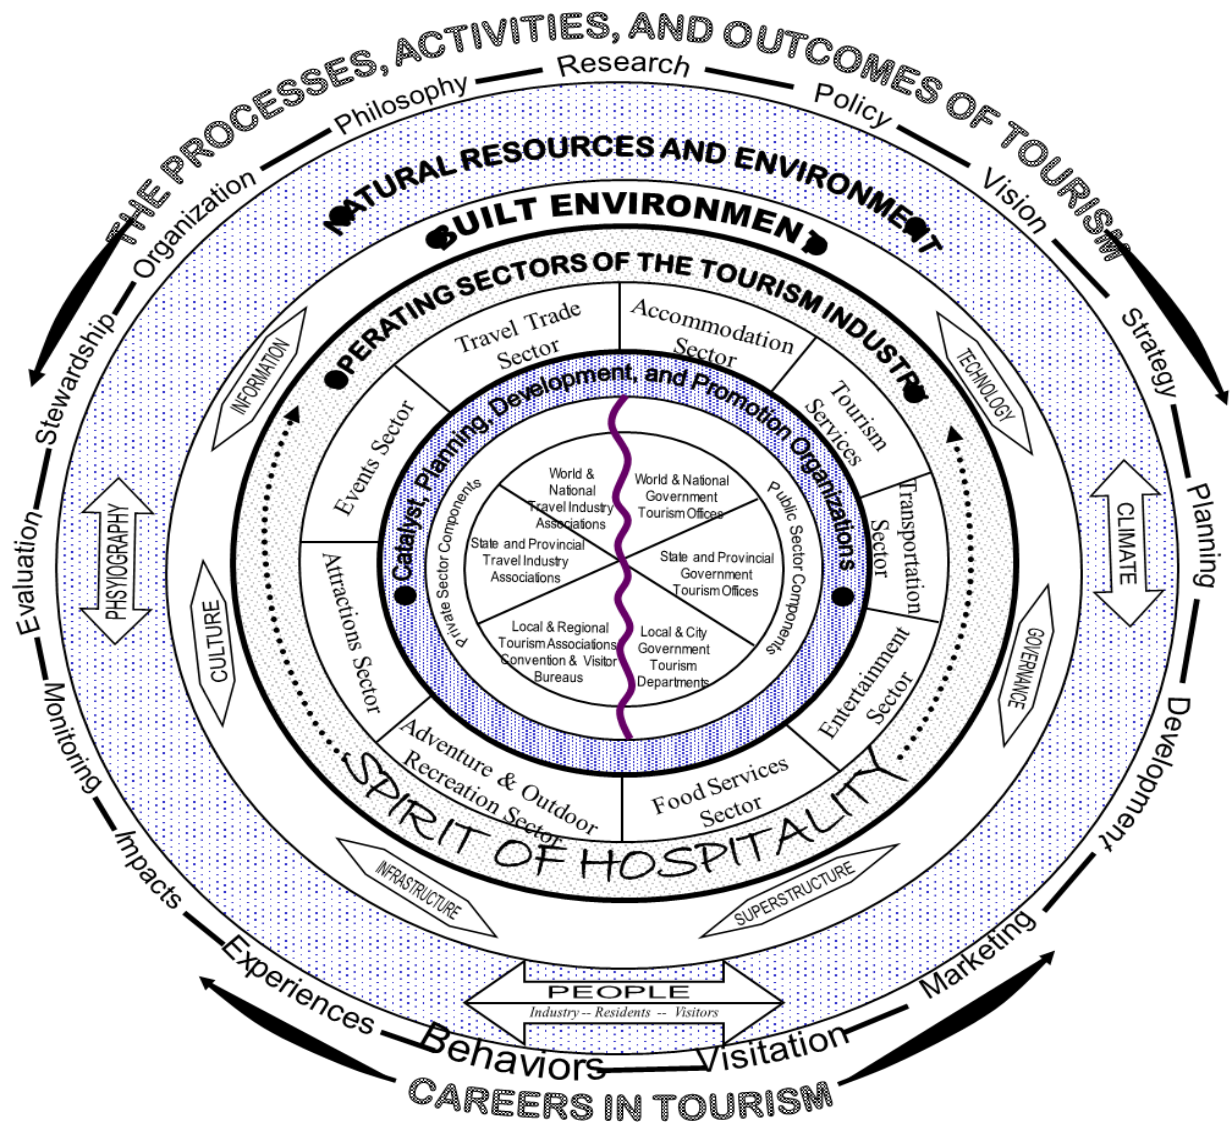 THE PROCESSES, ACTIVITIES, AND OUTCOMES OF TOURISM
Research
Policy
Vision
Strategy
Planning
Development
Marketing
Visitation
Behaviors
Experiences
Impacts
Monitoring
Evaluation
Stewardship
Organization
Philosophy
NATURAL RESOURCES AND ENVIRONMENT
BUILT ENVIRONMENT
OPERATING SECTORS OF THE TOURISM INDUSTRY
INFORMATION
TECHNOLOGY
PHSYIOGRAPHY
CLIMATE
CULTURE
GOVERNANCE
INFRASTRUCTURE
SUPERSTRUCTURE
Travel Trade
Sector
Accommodation
Sector
Tourism
Services
Transportation
Sector
Entertainment
Sector
Food Services
Sector
Adventure & Outdoor
Recreation Sector
Attractions Sector
Events Sector
Catalyst, Planning, Development, and Promotion Organizations
Private Sector Components
Public Sector Components
World &
National
Travel Industry
Associations
World & National
Government
Tourism Offices
State and Provincial
Travel Industry
Associations
State and Provincial
Government
Tourism Offices
Local & Regional
Tourism Associations
Convention & Visitor
Bureaus
Local & City
Government
Tourism
Departments
SPIRIT OF HOSPITALITY
PEOPLE
Industry -- Residents -- Visitors
CAREERS IN TOURISM